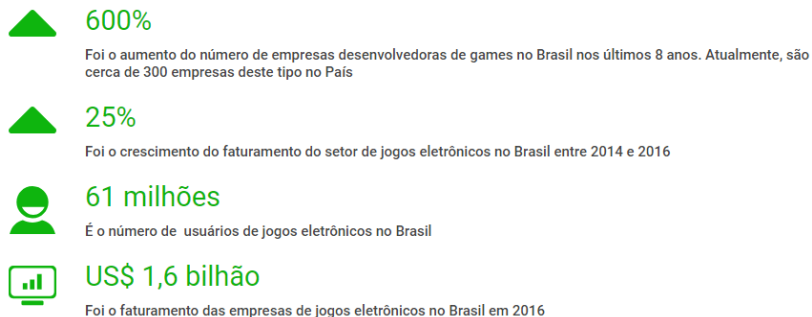 600%
Foi o aumento do número de empresas desenvolvedoras de games no Brasil nos últimos 8 anos. Atualmente, são
cerca de 300 empresas deste tipo no País
25%
Foi o crescimento do faturamento do setor de jogos eletrônicos no Brasil entre 2014 e 2016
61 milhões
É o número de  usuários de jogos eletrônicos no Brasil
US$ 1,6 bilhão
Foi o faturamento das empresas de jogos eletrônicos no Brasil em 2016